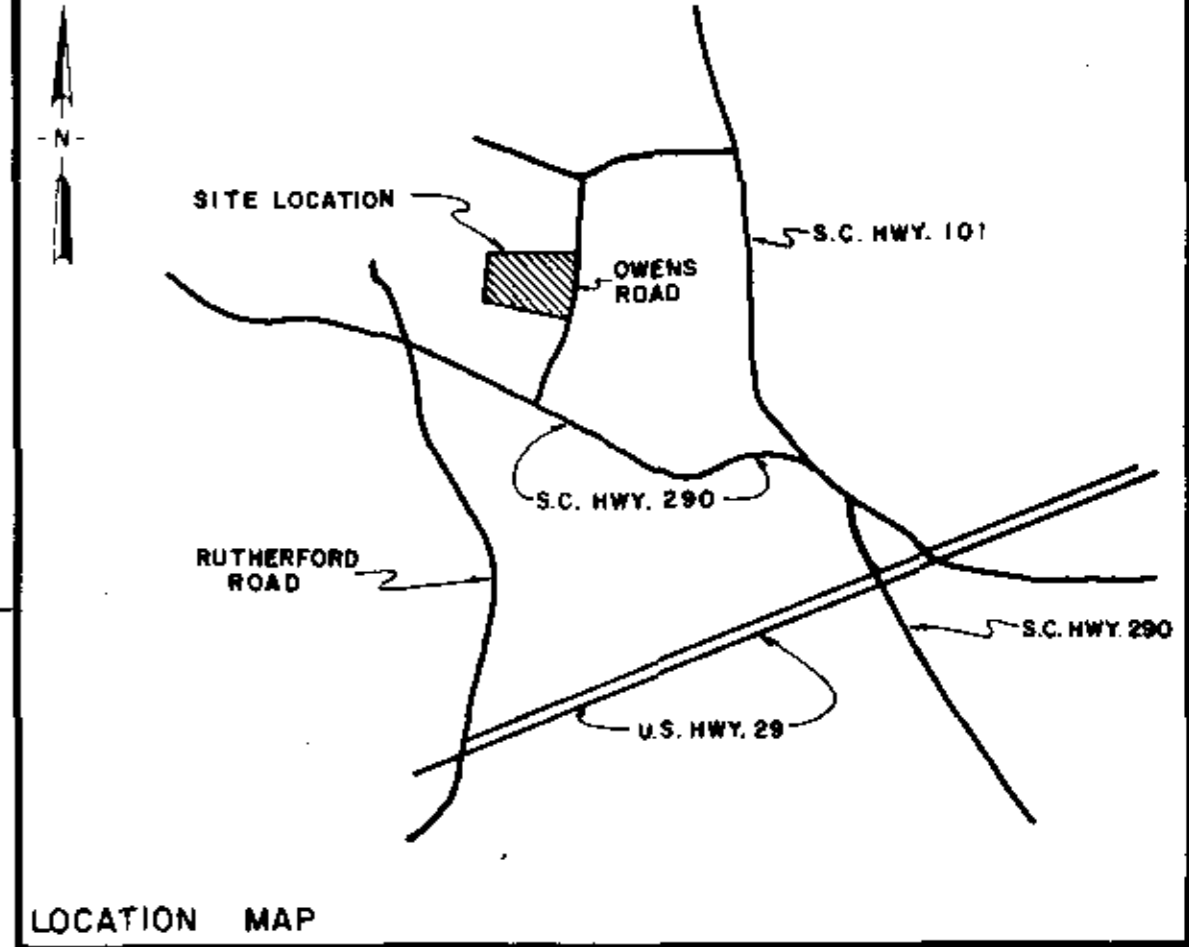 - N -
SITE LOCATION
S.C. HWY. 101
OWENS
ROAD
S.C. HWY. 290
RUTHERFORD
ROAD
S.C. HWY. 290
U.S. HWY. 29
LOCATION MAP